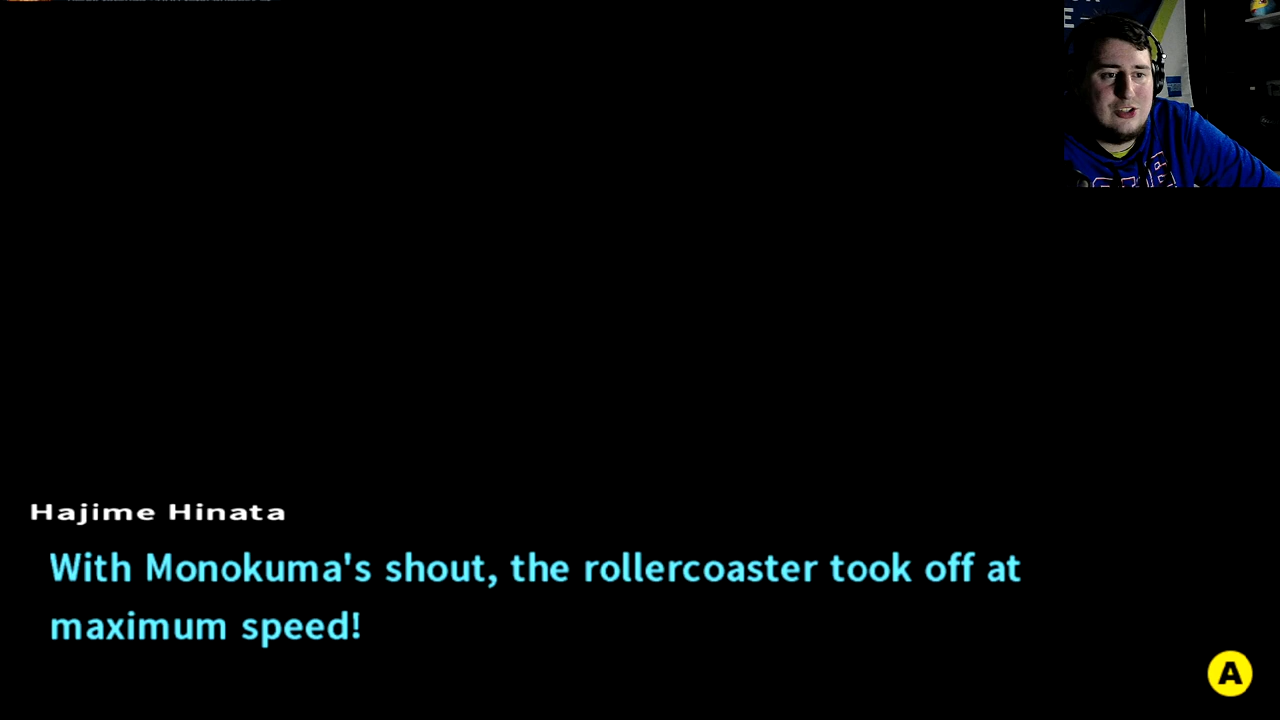 Hajime Hinata
With Monokuma's shout, the rollercoaster took off at
maximum speed!
A